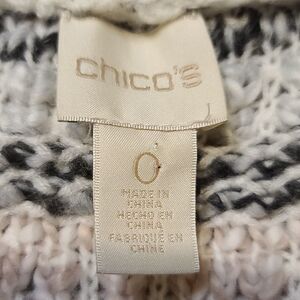 chico's
0
MADE IN
CHINA
HECHO EN
CHINA
FABRIQUÉ EN
CHINE